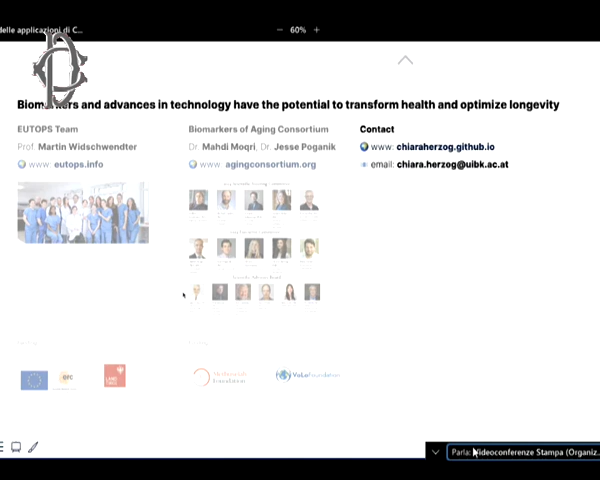 delle applicazioni di C...
60%
Biomarkers and advances in technology have the potential to transform health and optimize longevity
EUTOPS Team
Prof. Martin Widschwendter
www: eutops.info
Biomarkers of Aging Consortium
Dr. Mahdi Moqri, Dr. Jesse Poganik
www: agingconsortium.org
Contact
www: chiaraherzog.github.io
email: chiara.herzog@uibk.ac.at
Foundation
VoloFoundation
Parla: Videoconferenze Stampa (Organiz...